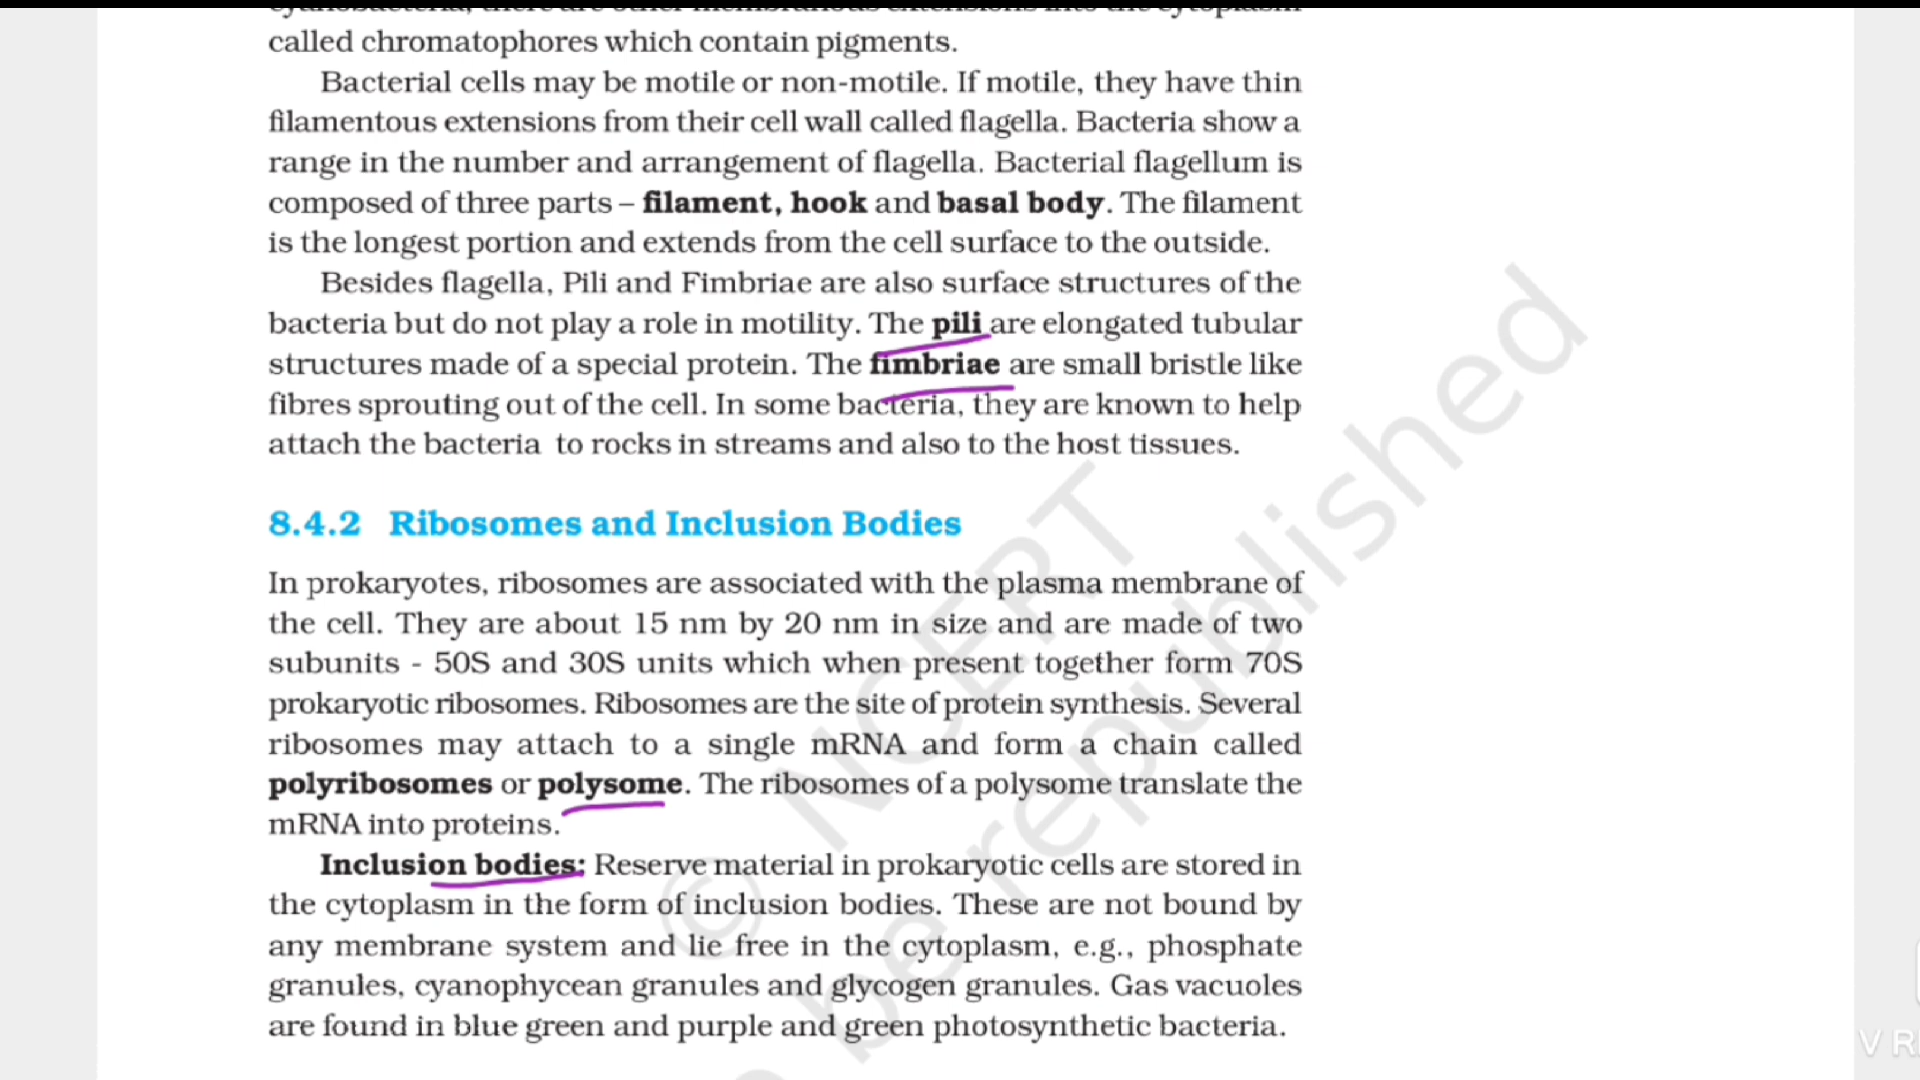 cyanobacteria, there are other membranous extensions into the cytoplasm
called chromatophores which contain pigments.
Bacterial cells may be motile or non-motile. If motile, they have thin
filamentous extensions from their cell wall called flagella. Bacteria show a
range in the number and arrangement of flagella. Bacterial flagellum is
composed of three parts – filament, hook and basal body. The filament
is the longest portion and extends from the cell surface to the outside.
Besides flagella, Pili and Fimbriae are also surface structures of the
bacteria but do not play a role in motility. The pili are elongated tubular
structures made of a special protein. The fimbriae are small bristle like
fibres sprouting out of the cell. In some bacteria, they are known to help
attach the bacteria to rocks in streams and also to the host tissues.
8.4.2 Ribosomes and Inclusion Bodies
In prokaryotes, ribosomes are associated with the plasma membrane of
the cell. They are about 15 nm by 20 nm in size and are made of two
subunits - 50S and 30S units which when present together form 70S
prokaryotic ribosomes. Ribosomes are the site of protein synthesis. Several
ribosomes may attach to a single mRNA and form a chain called
polyribosomes or polysome. The ribosomes of a polysome translate the
mRNA into proteins.
Inclusion bodies: Reserve material in prokaryotic cells are stored in
the cytoplasm in the form of inclusion bodies. These are not bound by
any membrane system and lie free in the cytoplasm, e.g., phosphate
granules, cyanophycean granules and glycogen granules. Gas vacuoles
are found in blue green and purple and green photosynthetic bacteria.
© NCERT
be republished